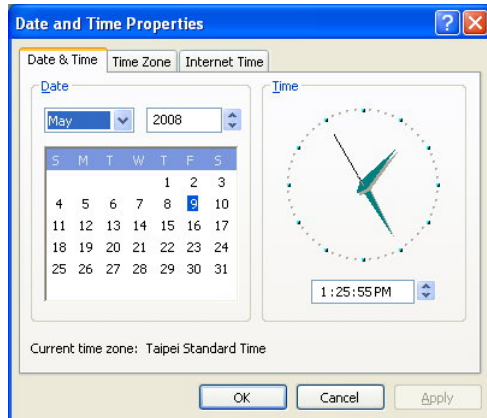 Date and Time Properties
Date & Time Time Zone Internet Time
Date
May 2008
S M T W T F S
1 2 3
4 5 6 7 8 9 10
11 12 13 14 15 16 17
18 19 20 21 22 23 24
25 26 27 28 29 30 31
Time
1:25:55 PM
Current time zone: Taipei Standard Time
OK Cancel Apply